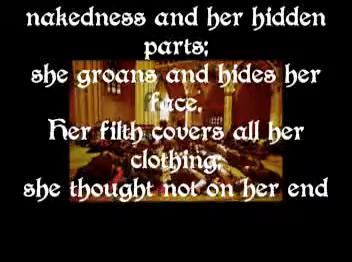 nakedness and her hidden
parts;
she groans and hides her
face.
Her filth covers all her
clothing;
she thought not on her end